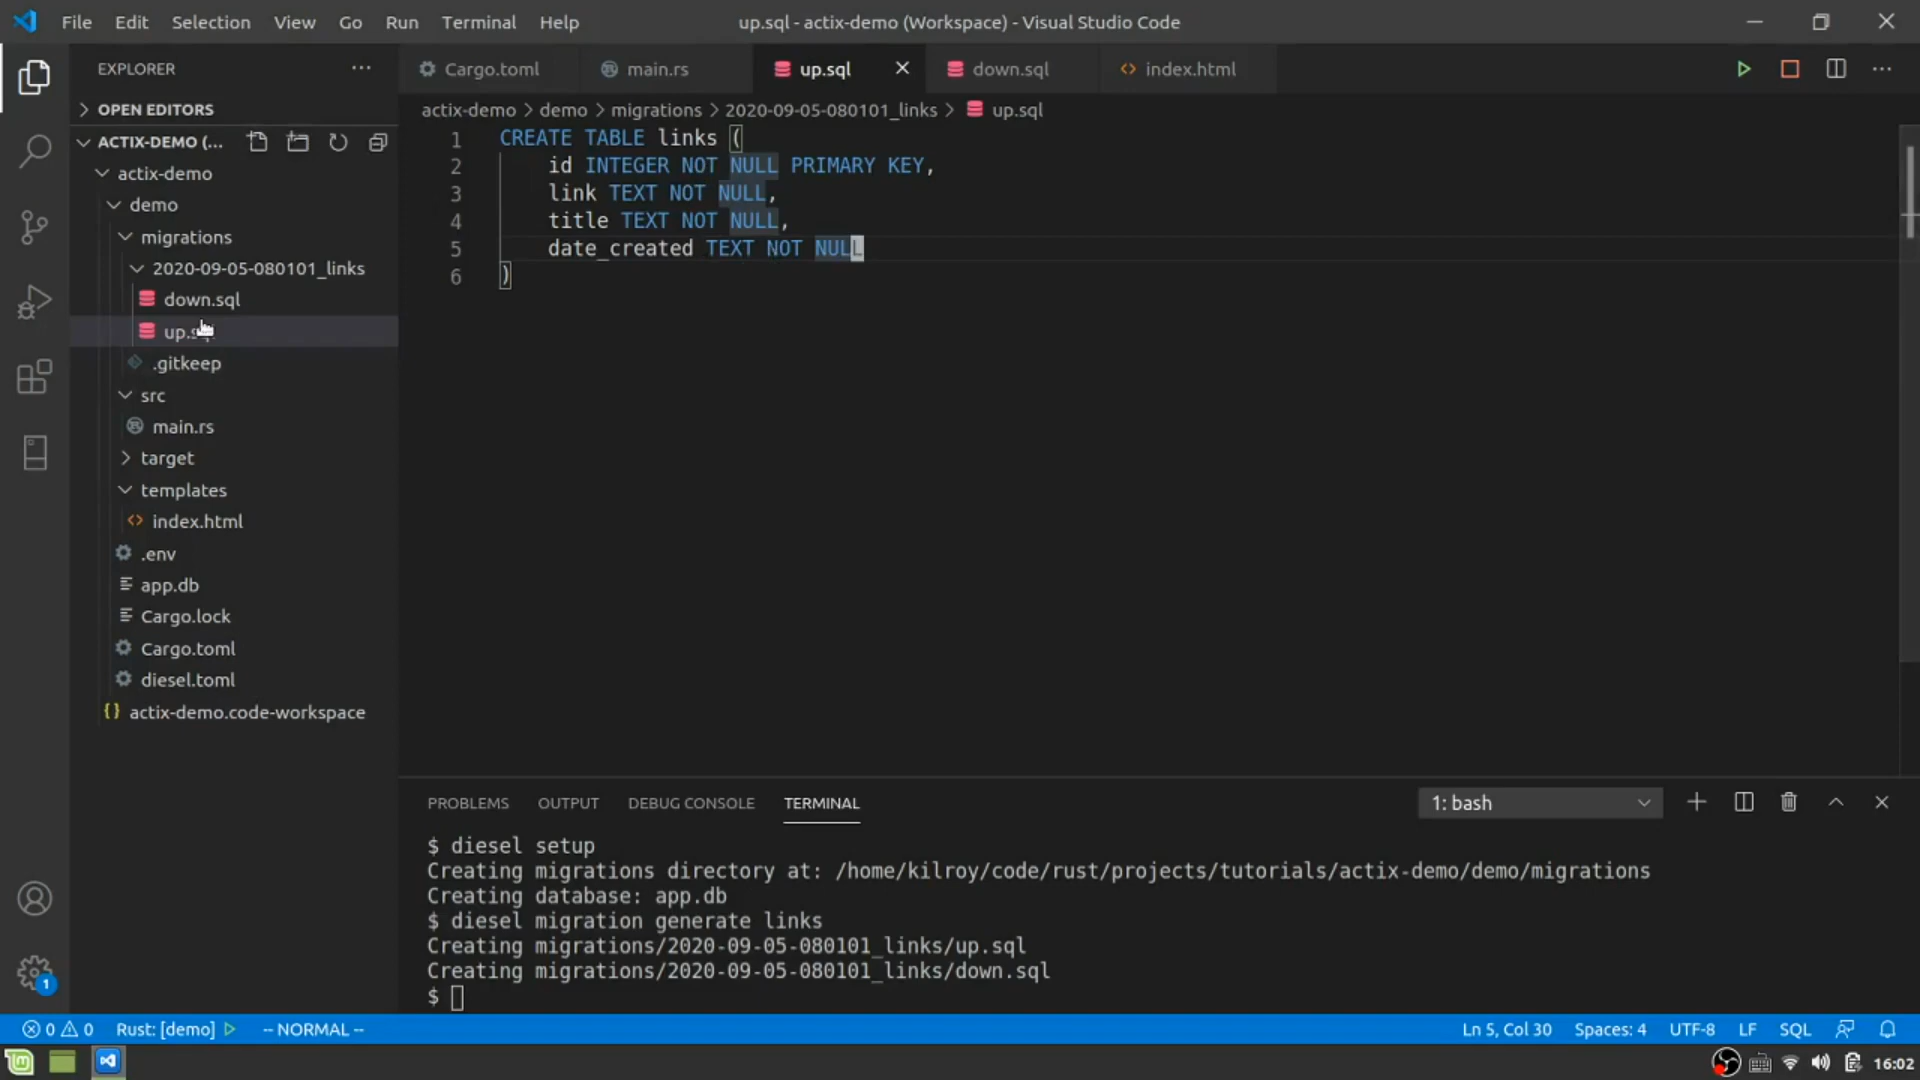 File Edit Selection View Go Run Terminal Help
up.sql - actix-demo (Workspace) - Visual Studio Code
EXPLORER
OPEN EDITORS
ACTIX-DEMO (...
actix-demo
demo
migrations
2020-09-05-080101_links
down.sql
up.sql
.gitkeep
src
main.rs
target
templates
index.html
.env
app.db
Cargo.lock
Cargo.toml
diesel.toml
actix-demo.code-workspace
Cargo.toml main.rs up.sql down.sql index.html
actix-demo > demo > migrations > 2020-09-05-080101_links > up.sql
1 CREATE TABLE links (
2 id INTEGER NOT NULL PRIMARY KEY,
3 link TEXT NOT NULL,
4 title TEXT NOT NULL,
5 date_created TEXT NOT NULL
6 )
PROBLEMS OUTPUT DEBUG CONSOLE TERMINAL
1: bash
$ diesel setup
Creating migrations directory at: /home/kilroy/code/rust/projects/tutorials/actix-demo/demo/migrations
Creating database: app.db
$ diesel migration generate links
Creating migrations/2020-09-05-080101_links/up.sql
Creating migrations/2020-09-05-080101_links/down.sql
$
1
0 0 Rust: [demo] -- NORMAL --
Ln 5, Col 30 Spaces: 4 UTF-8 LF SQL
16:02